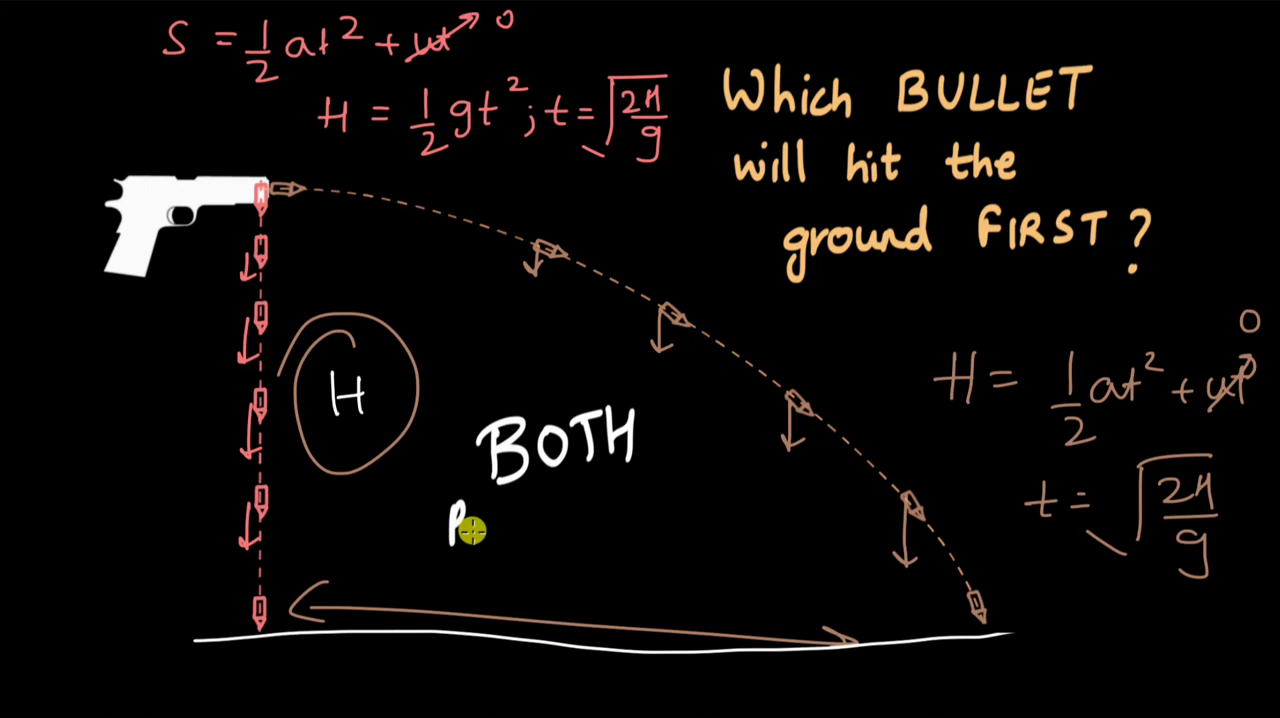 S = 1/2 at² + ut 0
H = 1/2 gt²; t = √(2H/g)
Which BULLET
will hit the
ground FIRST?
H
H = 1/2 at² + ut 0
t = √(2H/g)
BOTH
P